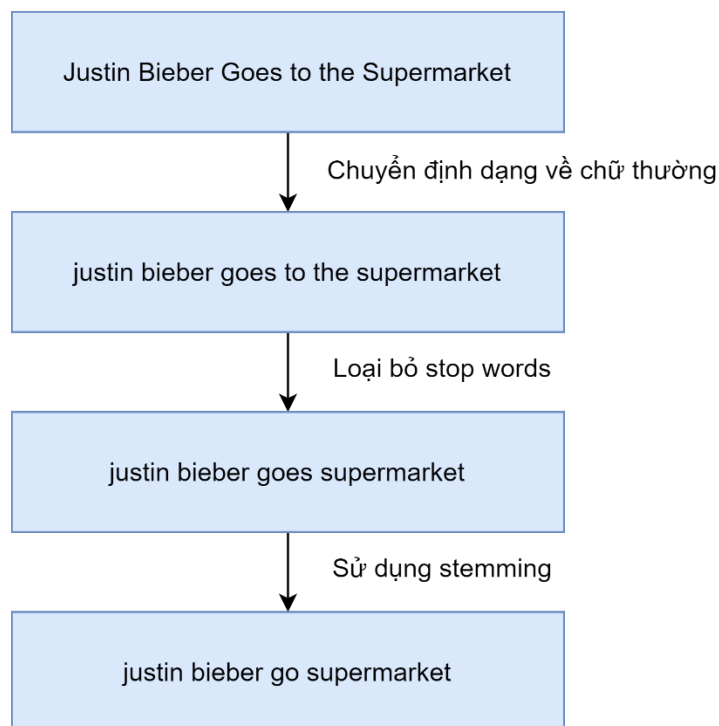 Justin Bieber Goes to the Supermarket
Chuyển định dạng về chữ thường
justin bieber goes to the supermarket
Loại bỏ stop words
justin bieber goes supermarket
Sử dụng stemming
justin bieber go supermarket